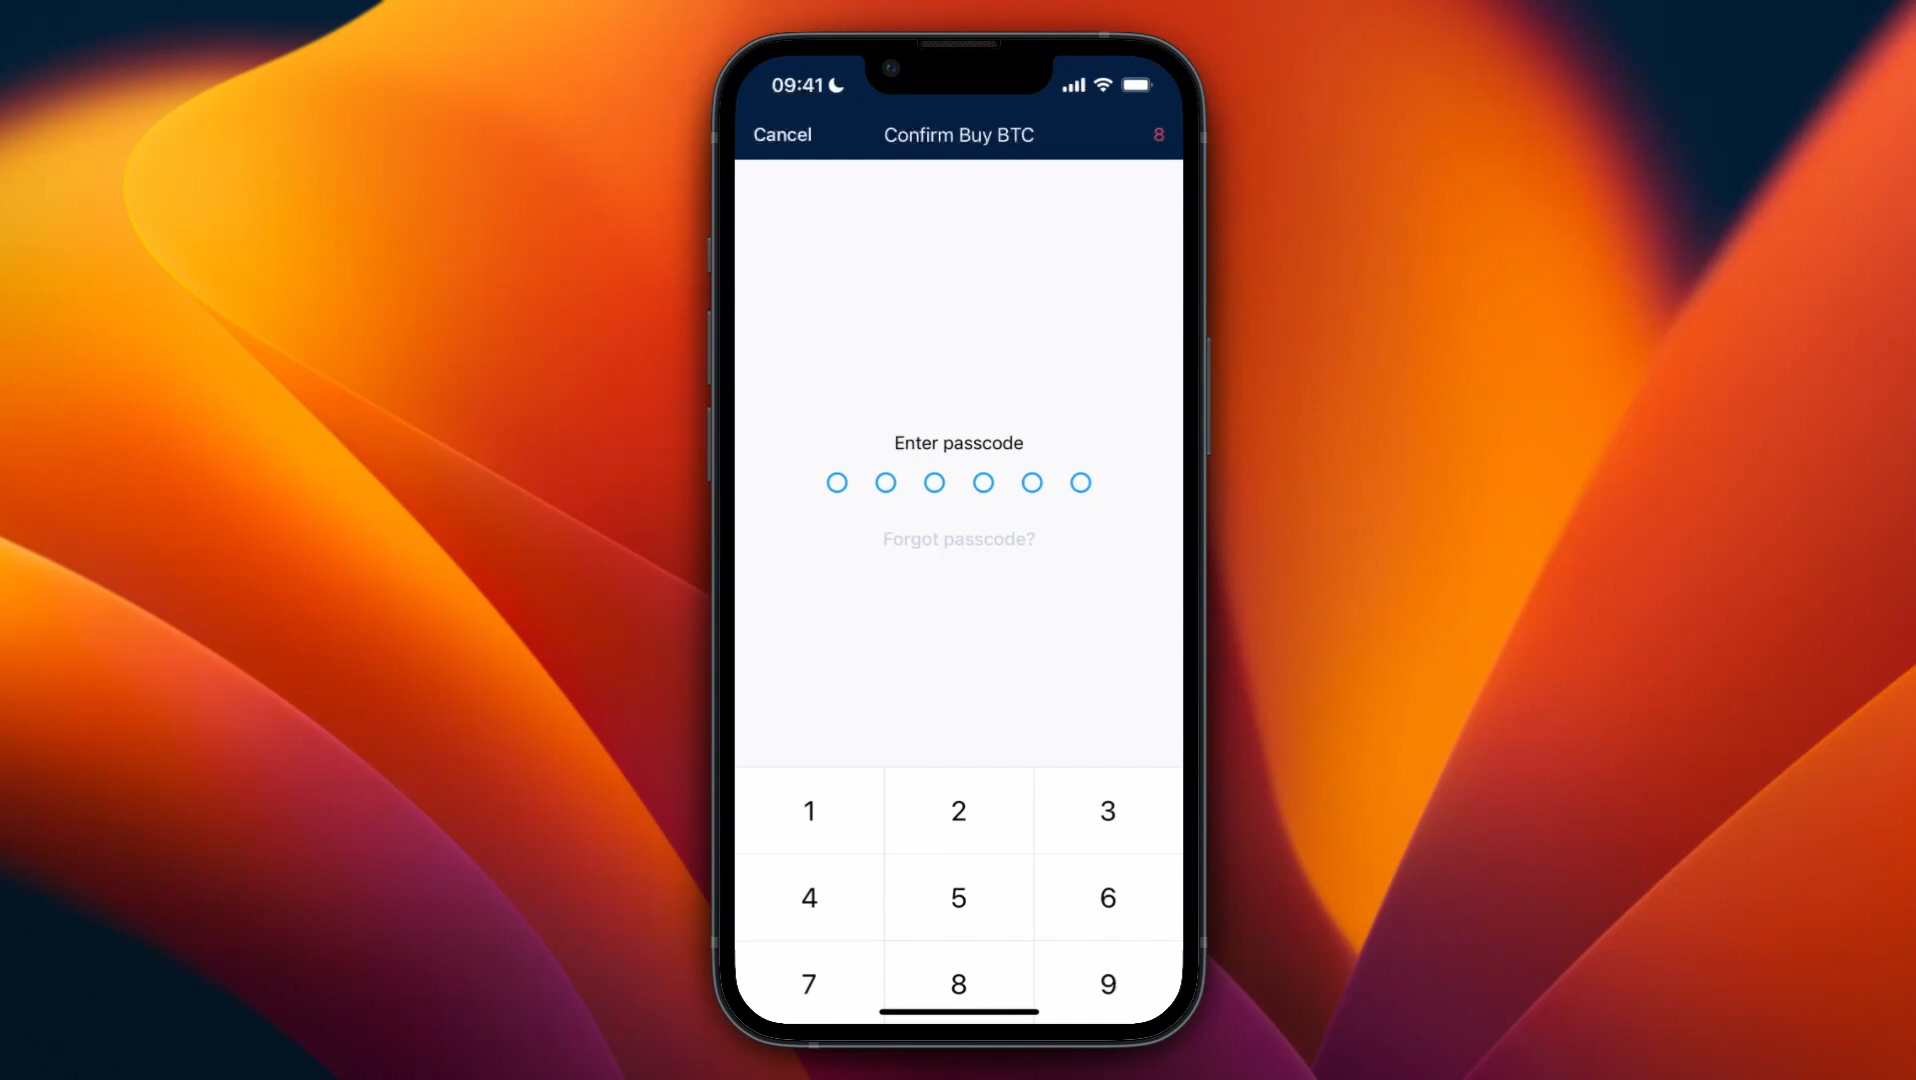 09:41
Cancel Confirm Buy BTC 8
Enter passcode
Forgot passcode?
1 2 3
4 5 6
7 8 9